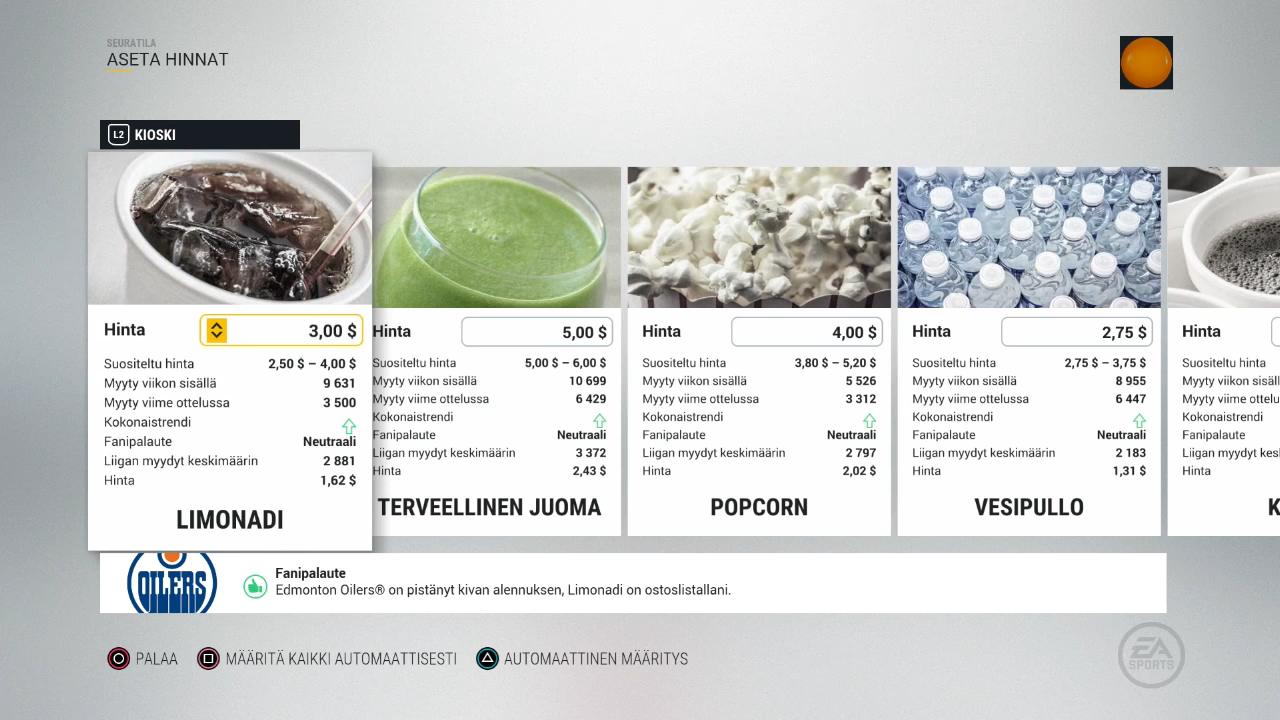 SEURATILA
ASETA HINNAT
L2 KIOSKI
Hinta 3,00 $
Suositeltu hinta 2,50 $ – 4,00 $
Myyty viikon sisällä 9 631
Myyty viime ottelussa 3 500
Kokonaistrendi
Fanipalaute Neutraali
Liigan myydyt keskimäärin 2 881
Hinta 1,62 $
LIMONADI
Hinta 5,00 $
Suositeltu hinta 5,00 $ – 6,00 $
Myyty viikon sisällä 10 699
Myyty viime ottelussa 6 429
Kokonaistrendi
Fanipalaute Neutraali
Liigan myydyt keskimäärin 3 372
Hinta 2,43 $
TERVEELLINEN JUOMA
Hinta 4,00 $
Suositeltu hinta 3,80 $ – 5,20 $
Myyty viikon sisällä 5 526
Myyty viime ottelussa 3 312
Kokonaistrendi
Fanipalaute Neutraali
Liigan myydyt keskimäärin 2 797
Hinta 2,02 $
POPCORN
Hinta 2,75 $
Suositeltu hinta 2,75 $ – 3,75 $
Myyty viikon sisällä 8 955
Myyty viime ottelussa 6 447
Kokonaistrendi
Fanipalaute Neutraali
Liigan myydyt keskimäärin 2 183
Hinta 1,31 $
VESIPULLO
Hinta
Suositeltu hinta
Myyty viikon sisällä
Myyty viime ottelussa
Kokonaistrendi
Fanipalaute
Liigan myydyt keskimäärin
Hinta
K
OILERS
Fanipalaute
Edmonton Oilers® on pistänyt kivan alennuksen, Limonadi on ostoslistallani.
PALAA MÄÄRITÄ KAIKKI AUTOMAATTISESTI AUTOMAATTINEN MÄÄRITYS
EA
SPORTS